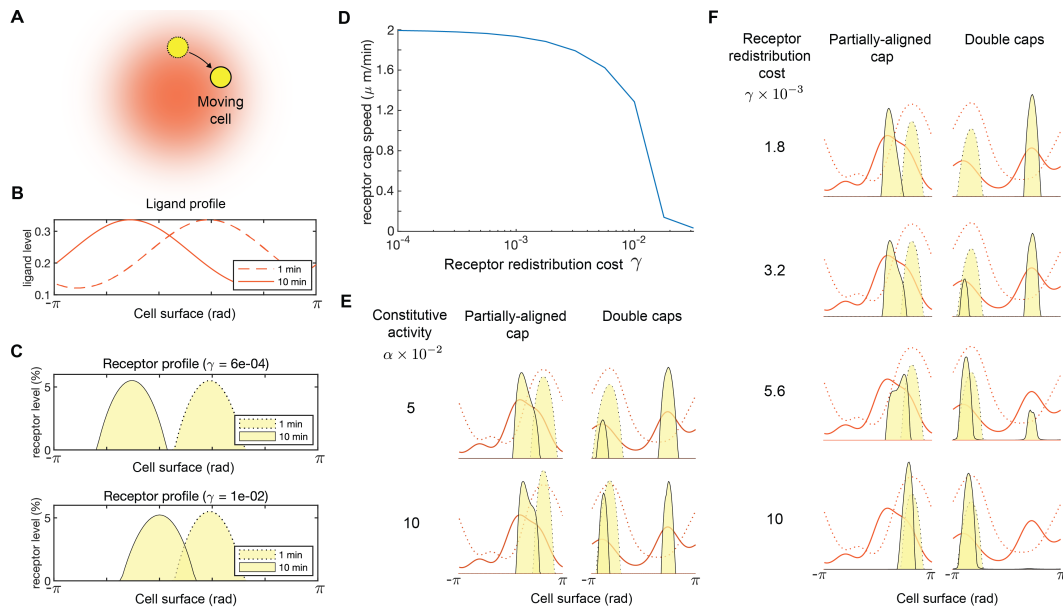 A
Moving
cell
B
Ligand profile
ligand level
0.3
0.2
0.1
1 min
10 min
-π
π
Cell surface (rad)
C
Receptor profile (γ = 6e-04)
receptor level (%)
5
0
1 min
10 min
-π
π
Cell surface (rad)
Receptor profile (γ = 1e-02)
receptor level (%)
5
0
1 min
10 min
-π
π
Cell surface (rad)
D
receptor cap speed (μ m/min)
2
1.6
1.2
0.8
0.4
0
10⁻⁴
10⁻³
10⁻²
Receptor redistribution cost γ
E
Constitutive
activity
α × 10⁻²
Partially-aligned
cap
Double caps
5
10
-π
π
-π
π
Cell surface (rad)
F
Receptor
redistribution
cost
γ × 10⁻³
Partially-aligned
cap
Double caps
1.8
3.2
5.6
10
-π
π
-π
π
Cell surface (rad)